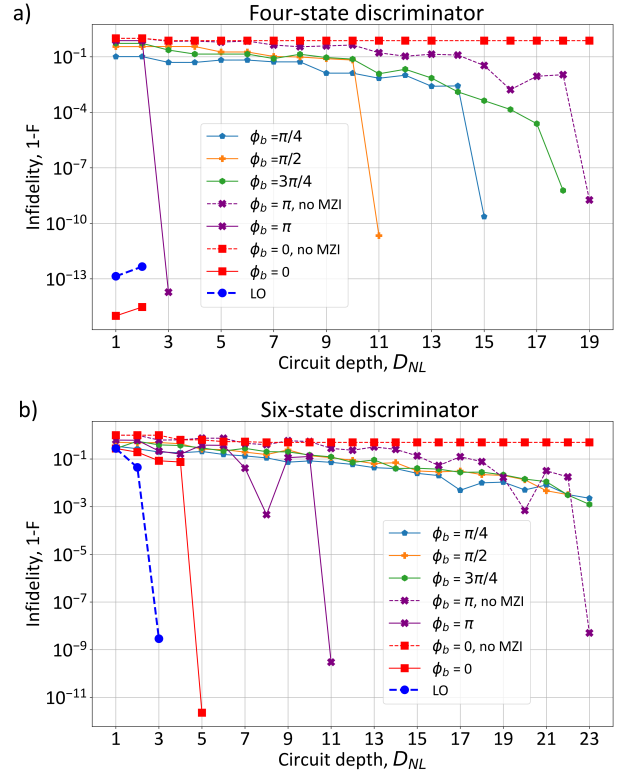 a)
Four-state discriminator
Infidelity, 1-F
10⁻¹
10⁻⁴
10⁻⁷
10⁻¹⁰
10⁻¹³
ϕ_b =π/4
ϕ_b =π/2
ϕ_b =3π/4
ϕ_b = π, no MZI
ϕ_b = π
ϕ_b = 0, no MZI
ϕ_b = 0
LO
1 3 5 7 9 11 13 15 17 19
Circuit depth, D_NL
b)
Six-state discriminator
Infidelity, 1-F
10⁻¹
10⁻³
10⁻⁵
10⁻⁷
10⁻⁹
10⁻¹¹
ϕ_b = π/4
ϕ_b = π/2
ϕ_b = 3π/4
ϕ_b = π, no MZI
ϕ_b = π
ϕ_b = 0, no MZI
ϕ_b = 0
LO
1 3 5 7 9 11 13 15 17 19 21 23
Circuit depth, D_NL